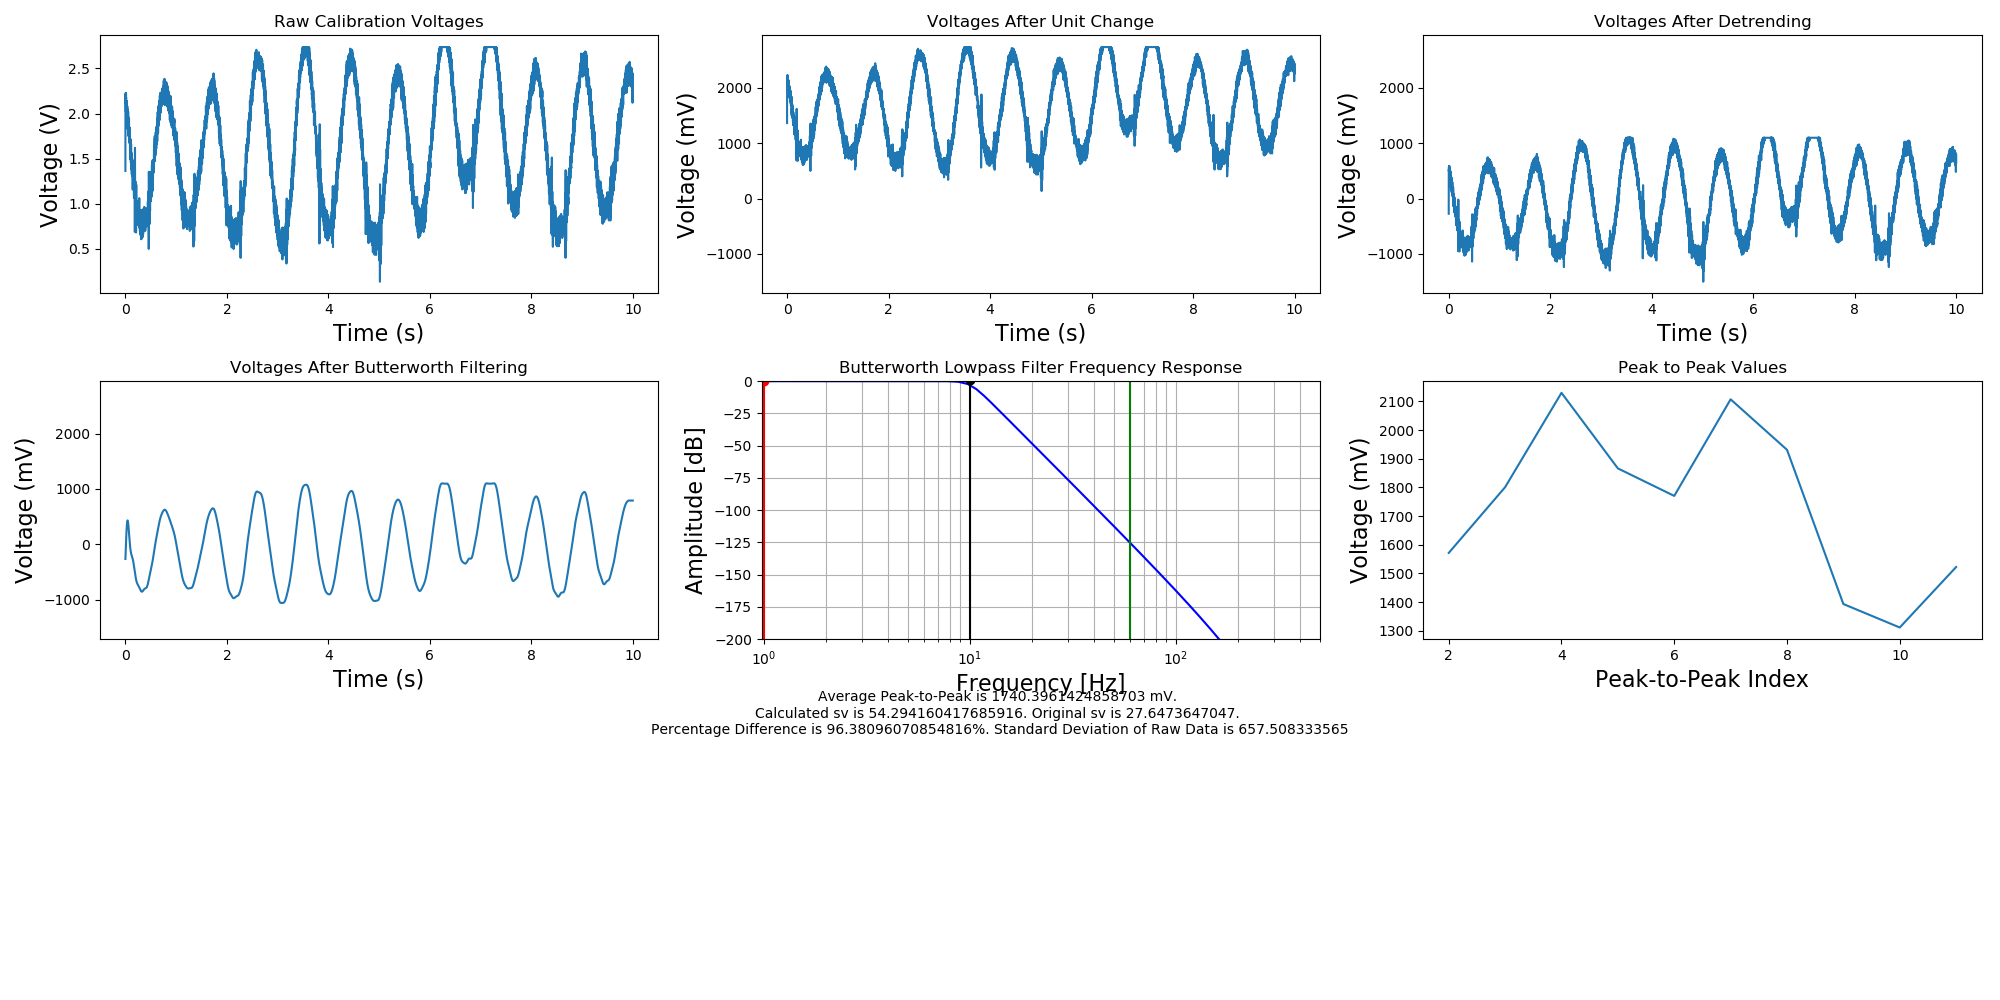 Raw Calibration Voltages
Voltage (V)
2.5
2.0
1.5
1.0
0.5
0 2 4 6 8 10
Time (s)
Voltages After Unit Change
Voltage (mV)
2000
1000
0
−1000
0 2 4 6 8 10
Time (s)
Voltages After Detrending
Voltage (mV)
2000
1000
0
−1000
0 2 4 6 8 10
Time (s)
Voltages After Butterworth Filtering
Voltage (mV)
2000
1000
0
−1000
0 2 4 6 8 10
Time (s)
Butterworth Lowpass Filter Frequency Response
Amplitude [dB]
0
−25
−50
−75
−100
−125
−150
−175
−200
10⁰ 10¹ 10²
Frequency [Hz]
Peak to Peak Values
Voltage (mV)
2100
2000
1900
1800
1700
1600
1500
1400
1300
2 4 6 8 10
Peak-to-Peak Index
Average Peak-to-Peak is 1740.3961424858703 mV.
Calculated sv is 54.294160417685916. Original sv is 27.6473647047.
Percentage Difference is 96.38096070854816%. Standard Deviation of Raw Data is 657.508333565